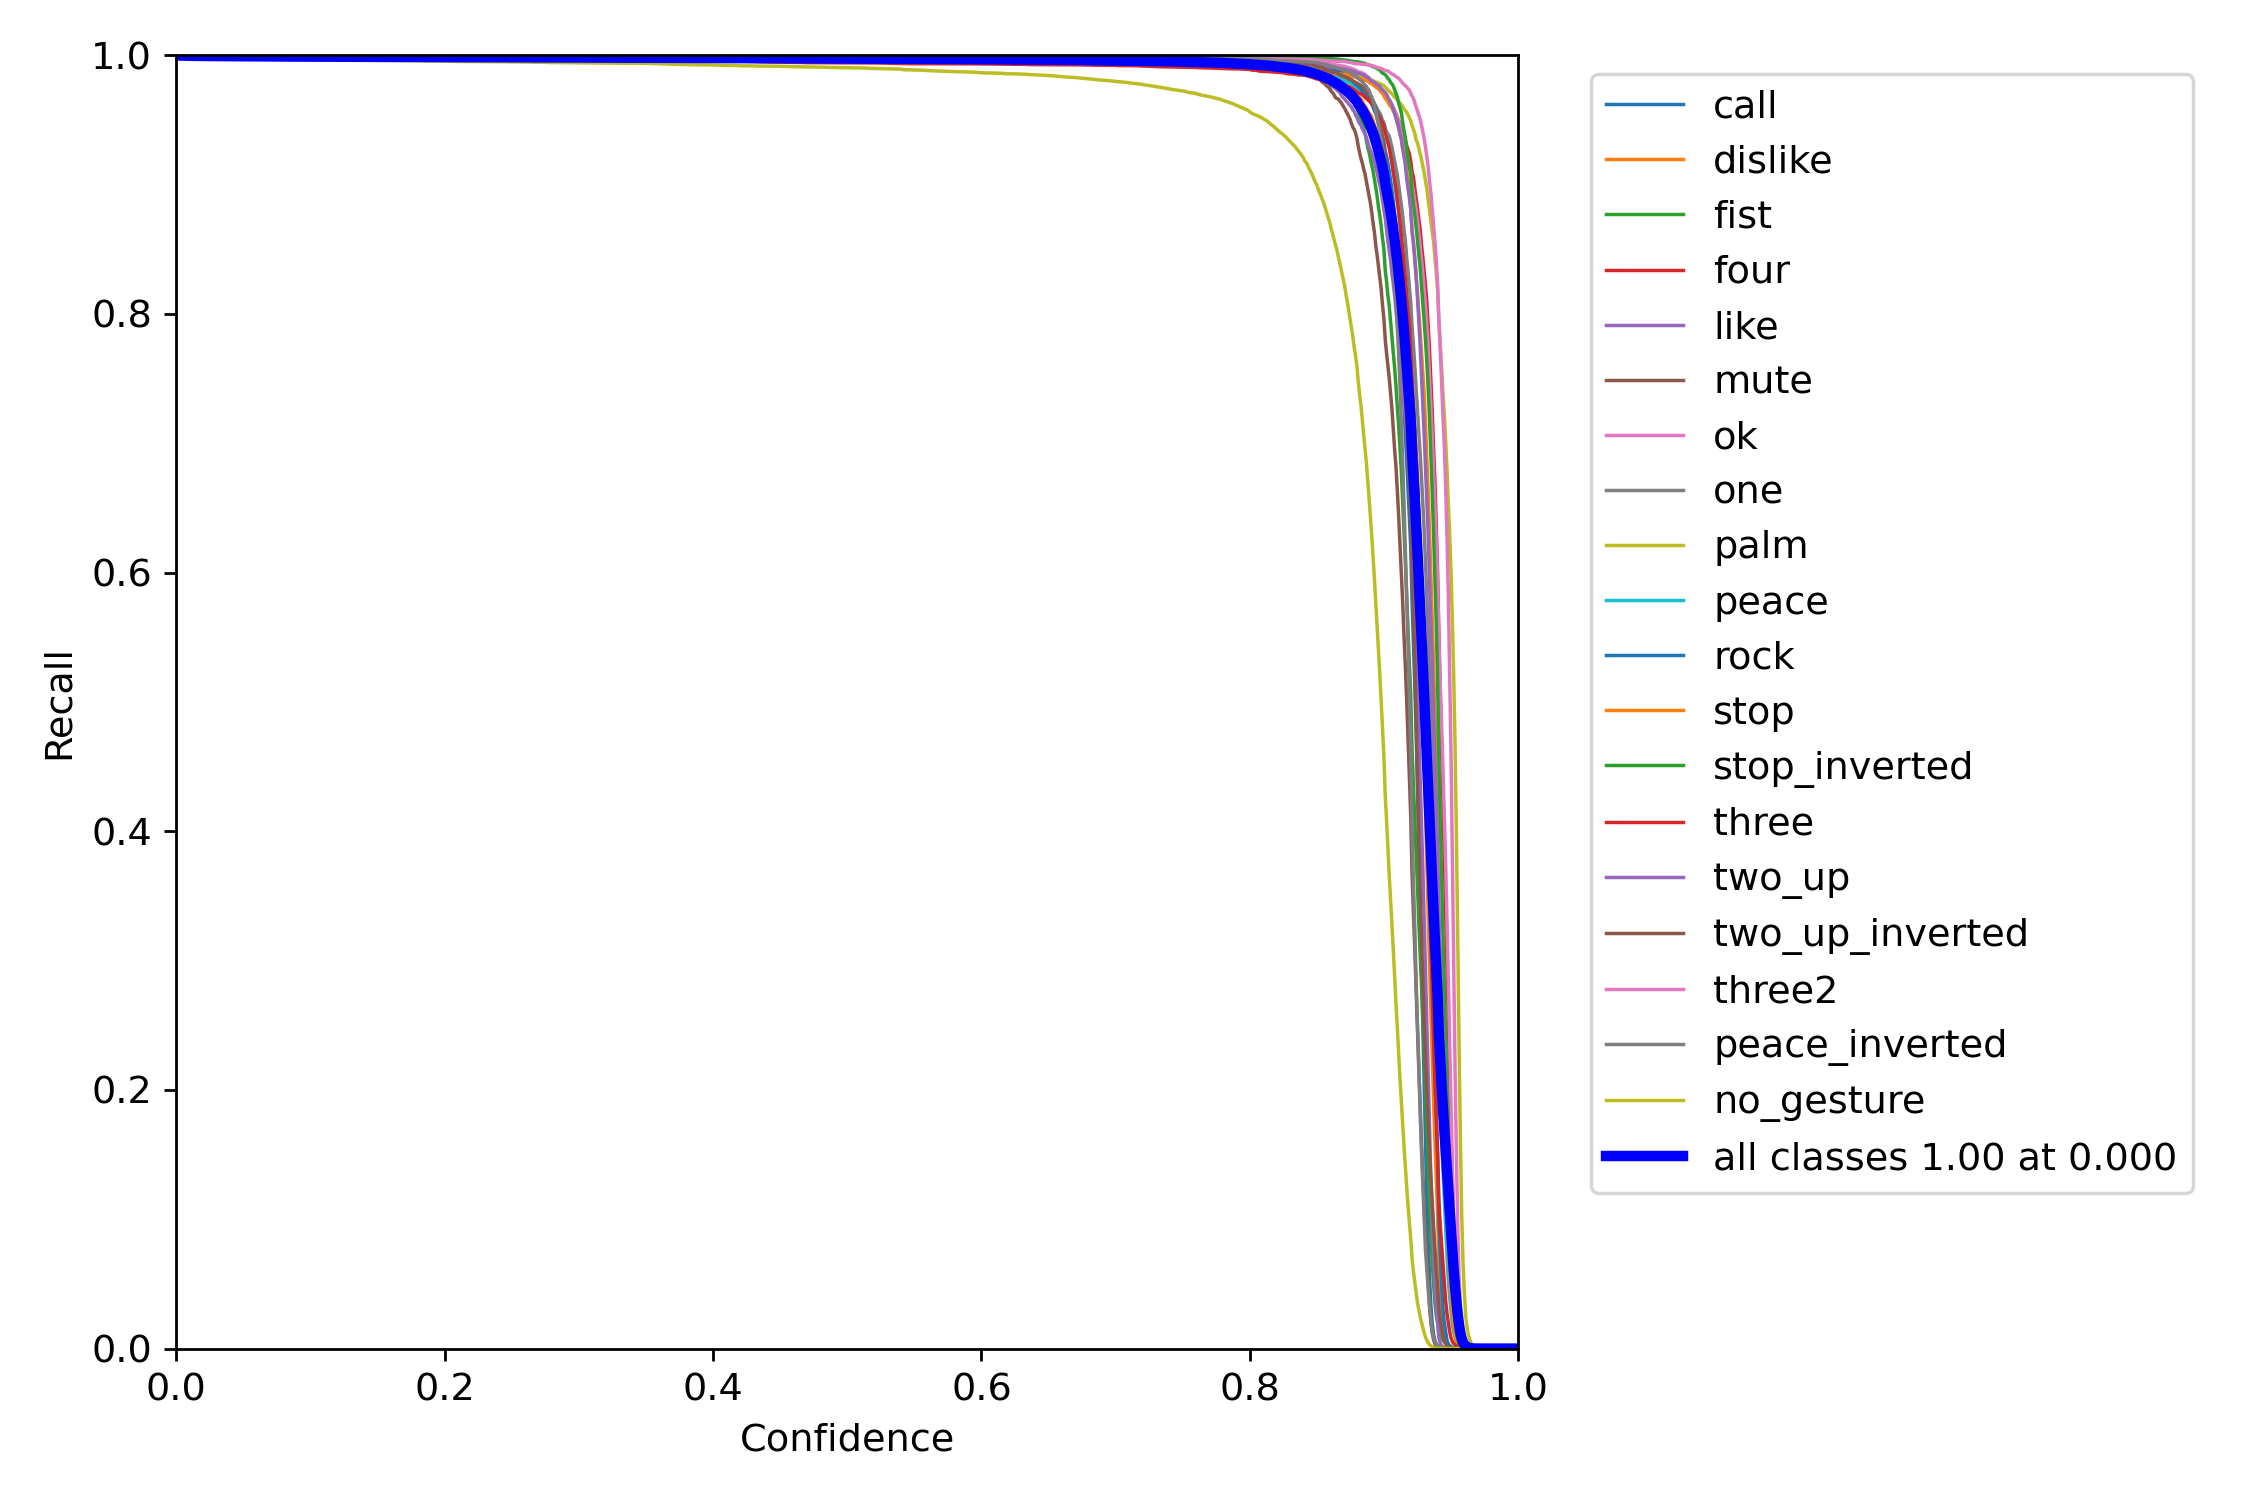 1.0
0.8
0.6
0.4
0.2
0.0
Recall
0.0 0.2 0.4 0.6 0.8 1.0
Confidence
call
dislike
fist
four
like
mute
ok
one
palm
peace
rock
stop
stop_inverted
three
two_up
two_up_inverted
three2
peace_inverted
no_gesture
all classes 1.00 at 0.000